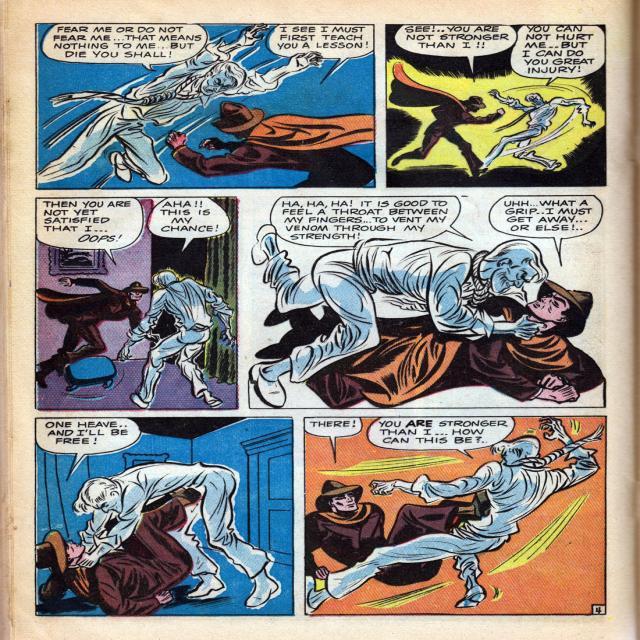 FEAR ME OR DO NOT
FEAR ME...THAT MEANS
NOTHING TO ME...BUT
DIE YOU SHALL!
I SEE I MUST
FIRST TEACH
YOU A LESSON!
SEE!..YOU ARE
NOT STRONGER
THAN I!!
YOU CAN
NOT HURT
ME...BUT
I CAN DO
YOU GREAT
INJURY!
THEN YOU ARE
NOT YET
SATISFIED
THAT I...
OOPS!
AHA!!
THIS IS
MY
CHANCE!
HA, HA, HA! IT IS GOOD TO
FEEL A THROAT BETWEEN
MY FINGERS...TO VENT MY
VENOM THROUGH MY
STRENGTH!
UHH...WHAT A
GRIP..I MUST
GET AWAY...
OR ELSE!..
ONE HEAVE..
AND I'LL BE
FREE!
THERE!
YOU ARE STRONGER
THAN I...HOW
CAN THIS BE?..
4